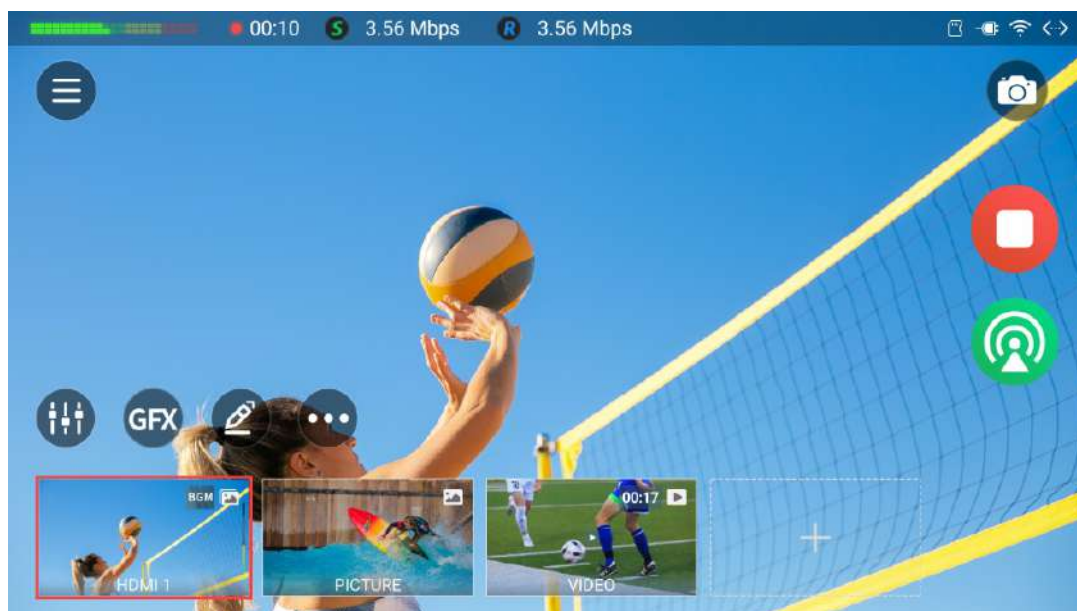 00:10 S 3.56 Mbps R 3.56 Mbps
GFX
BGM
00:17
HDMI 1
PICTURE
VIDEO